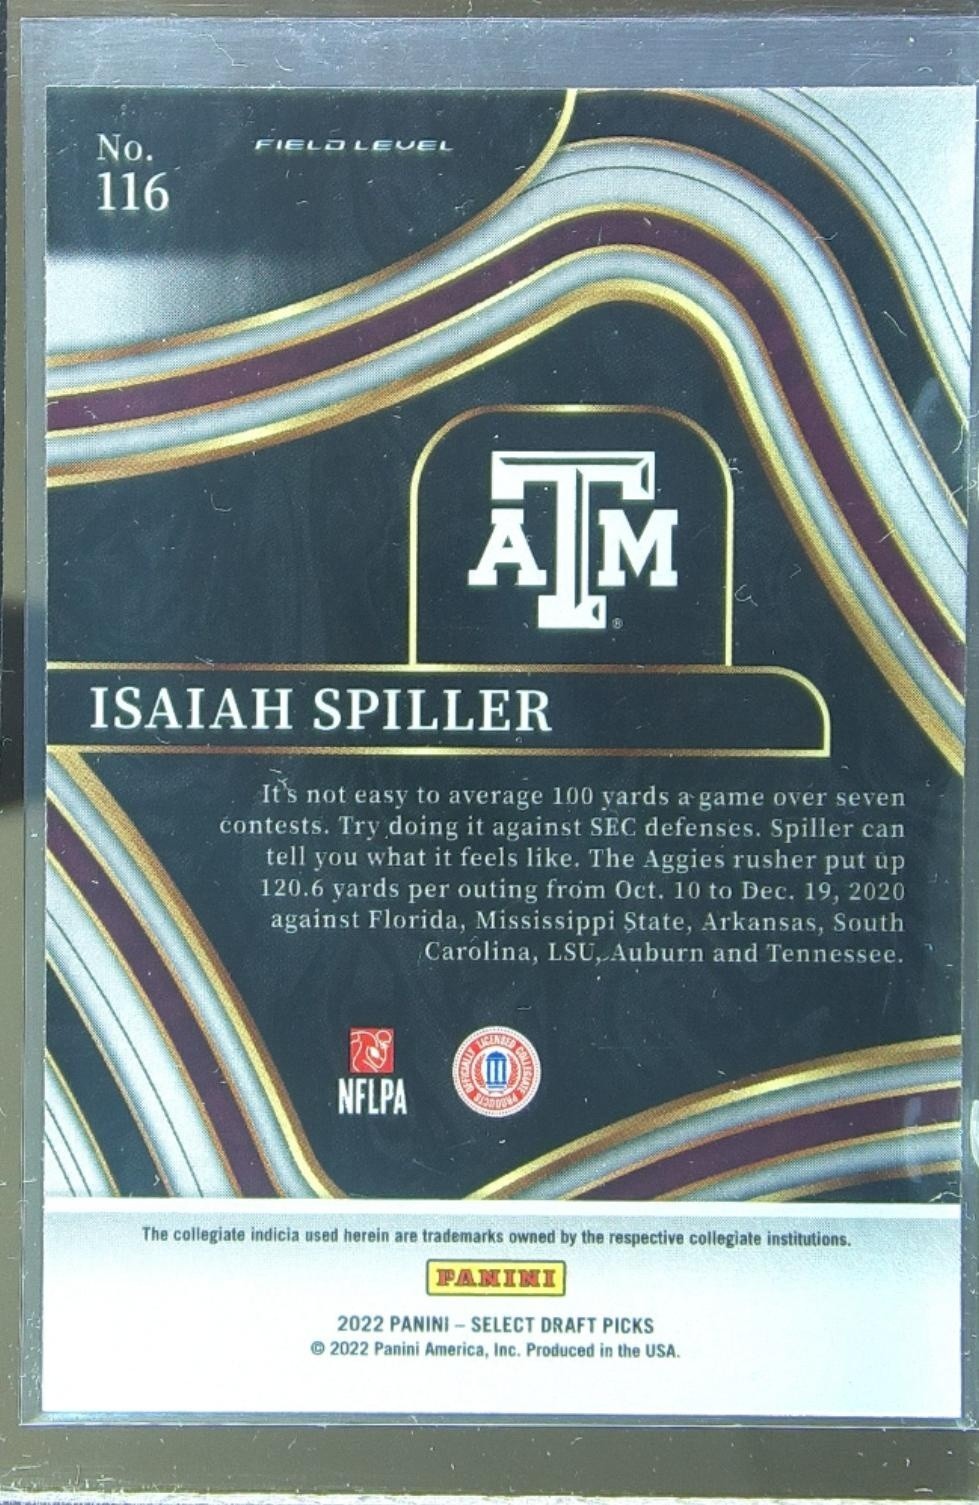 No.
116
FIELD LEVEL
A T M
®
ISAIAH SPILLER
It's not easy to average 100 yards a game over seven
contests. Try doing it against SEC defenses. Spiller can
tell you what it feels like. The Aggies rusher put up
120.6 yards per outing from Oct. 10 to Dec. 19, 2020
against Florida, Mississippi State, Arkansas, South
Carolina, LSU, Auburn and Tennessee.
NFLPA
OFFICIALLY LICENSED COLLEGIATE PRODUCTS
The collegiate indicia used herein are trademarks owned by the respective collegiate institutions.
PANINI
2022 PANINI – SELECT DRAFT PICKS
© 2022 Panini America, Inc. Produced in the USA.